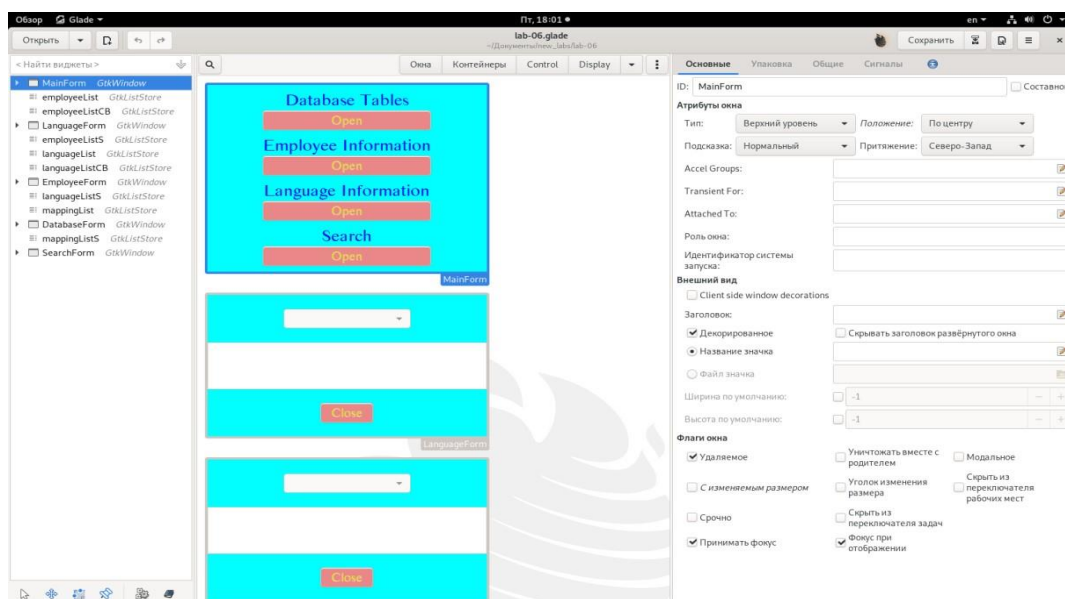 Обзор Glade Пт, 18:01 en
Открыть lab-06.glade Сохранить
~/Документы/new_labs/lab-06
< Найти виджеты > Окна Контейнеры Control Display Основные Упаковка Общие Сигналы
MainForm GtkWindow
employeeList GtkListStore
employeeListCB GtkListStore
LanguageForm GtkWindow
employeeListS GtkListStore
languageList GtkListStore
languageListCB GtkListStore
EmployeeForm GtkWindow
languageListS GtkListStore
mappingList GtkListStore
DatabaseForm GtkWindow
mappingListS GtkListStore
SearchForm GtkWindow
Database Tables
Open
Employee Information
Open
Language Information
Open
Search
Open
MainForm
Close
LanguageForm
Close
ID: MainForm Составно
Атрибуты окна
Тип: Верхний уровень Положение: По центру
Подсказка: Нормальный Притяжение: Северо-Запад
Accel Groups:
Transient For:
Attached To:
Роль окна:
Идентификатор системы
запуска:
Внешний вид
Client side window decorations
Заголовок:
Декорированное Скрывать заголовок развёрнутого окна
Название значка
Файл значка
Ширина по умолчанию: -1
Высота по умолчанию: -1
Флаги окна
Удаляемое Уничтожать вместе с
родителем Модальное
С изменяемым размером Уголок изменения
размера Скрыть из
переключателя
рабочих мест
Срочно Скрыть из
переключателя задач
Принимать фокус Фокус при
отображении